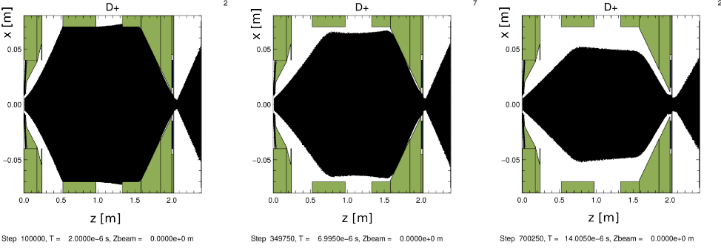 D+ 2 D+ 7 D+ 2
x [m] x [m] x [m]
0.05 0.05 0.05
0.00 0.00 0.00
−0.05 −0.05 −0.05
0.0 0.5 1.0 1.5 2.0 0.0 0.5 1.0 1.5 2.0 0.0 0.5 1.0 1.5 2.0
z [m] z [m] z [m]
Step 100000, T = 2.0000e-6 s, Zbeam = 0.0000e+0 m Step 349750, T = 6.9950e-6 s, Zbeam = 0.0000e+0 m Step 700250, T = 14.0050e-6 s, Zbeam = 0.0000e+0 m